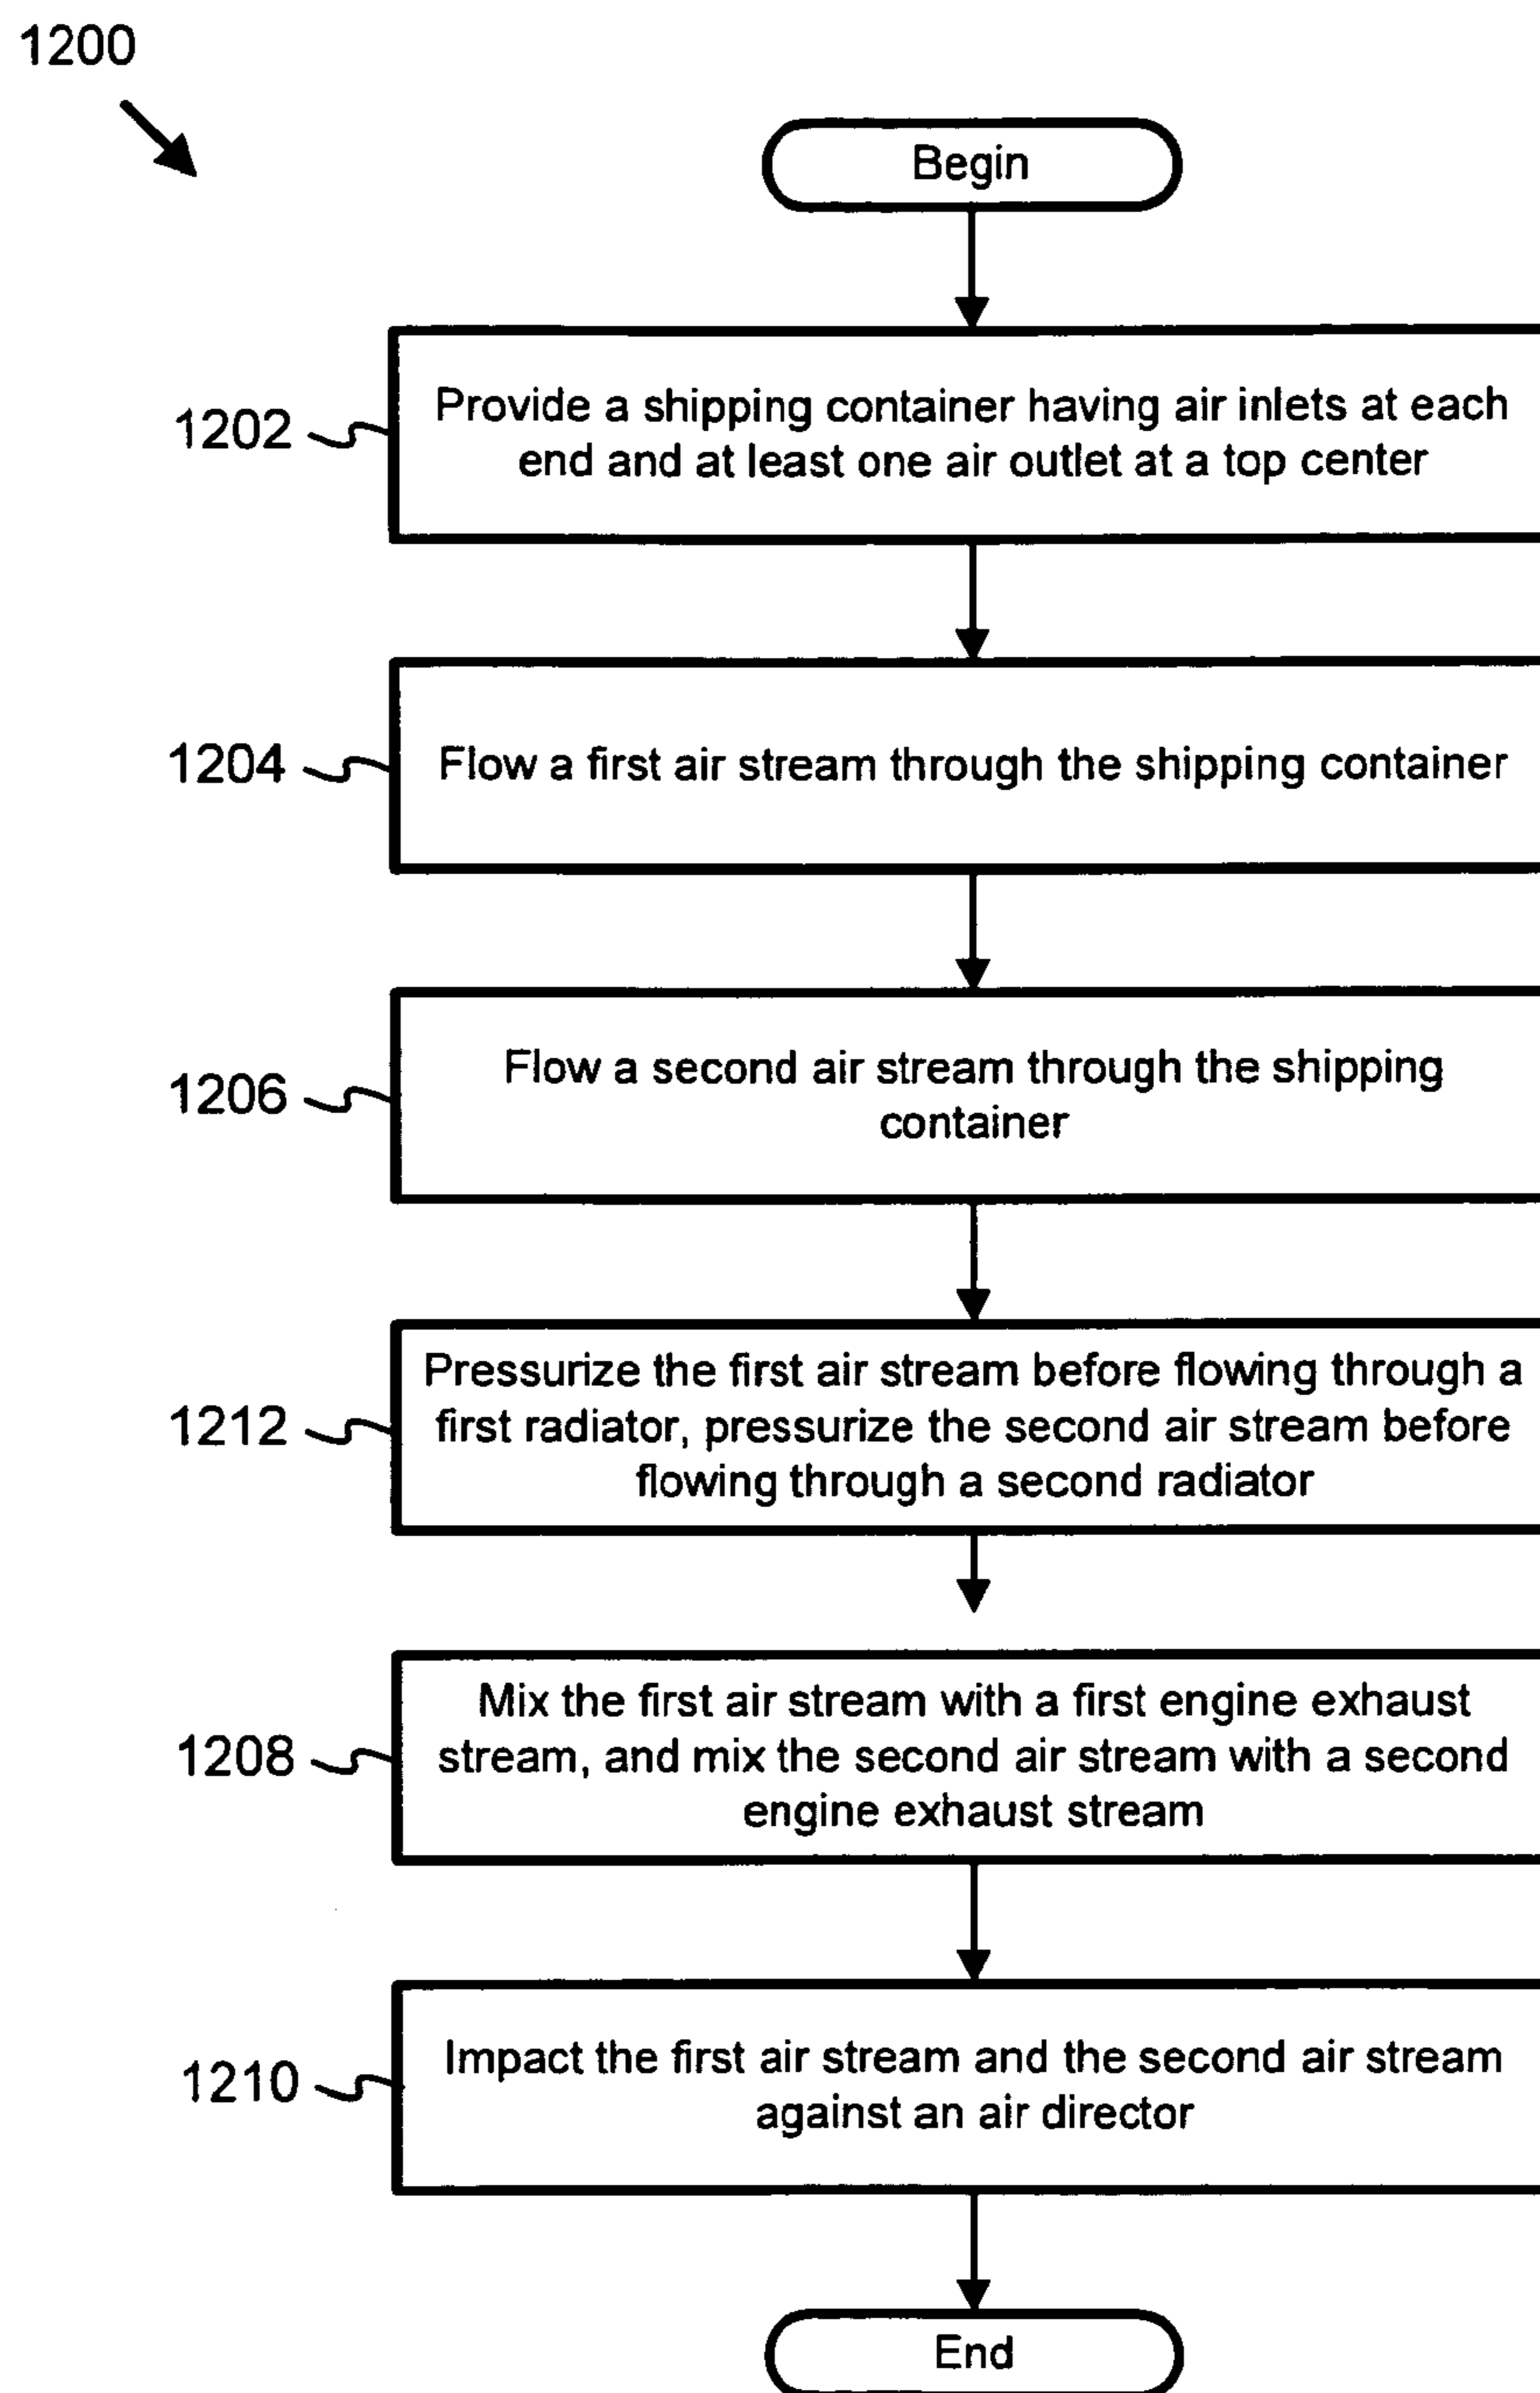 1200
Begin
1202
Provide a shipping container having air inlets at each
end and at least one air outlet at a top center
1204
Flow a first air stream through the shipping container
1206
Flow a second air stream through the shipping
container
1212
Pressurize the first air stream before flowing through a
first radiator, pressurize the second air stream before
flowing through a second radiator
1208
Mix the first air stream with a first engine exhaust
stream, and mix the second air stream with a second
engine exhaust stream
1210
Impact the first air stream and the second air stream
against an air director
End